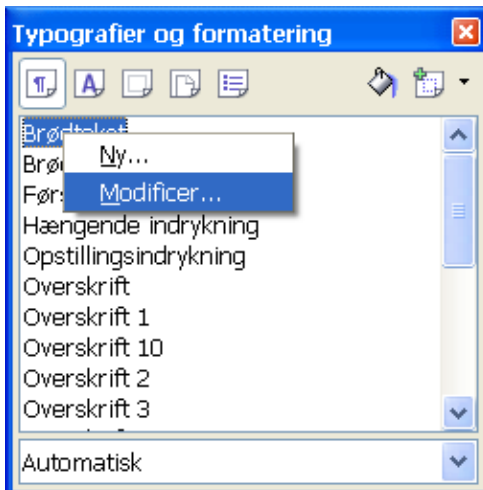 Typografier og formatering
Brødtekst
Ny...
Modificer...
Hængende indrykning
Opstillingsindrykning
Overskrift
Overskrift 1
Overskrift 10
Overskrift 2
Overskrift 3
Automatisk